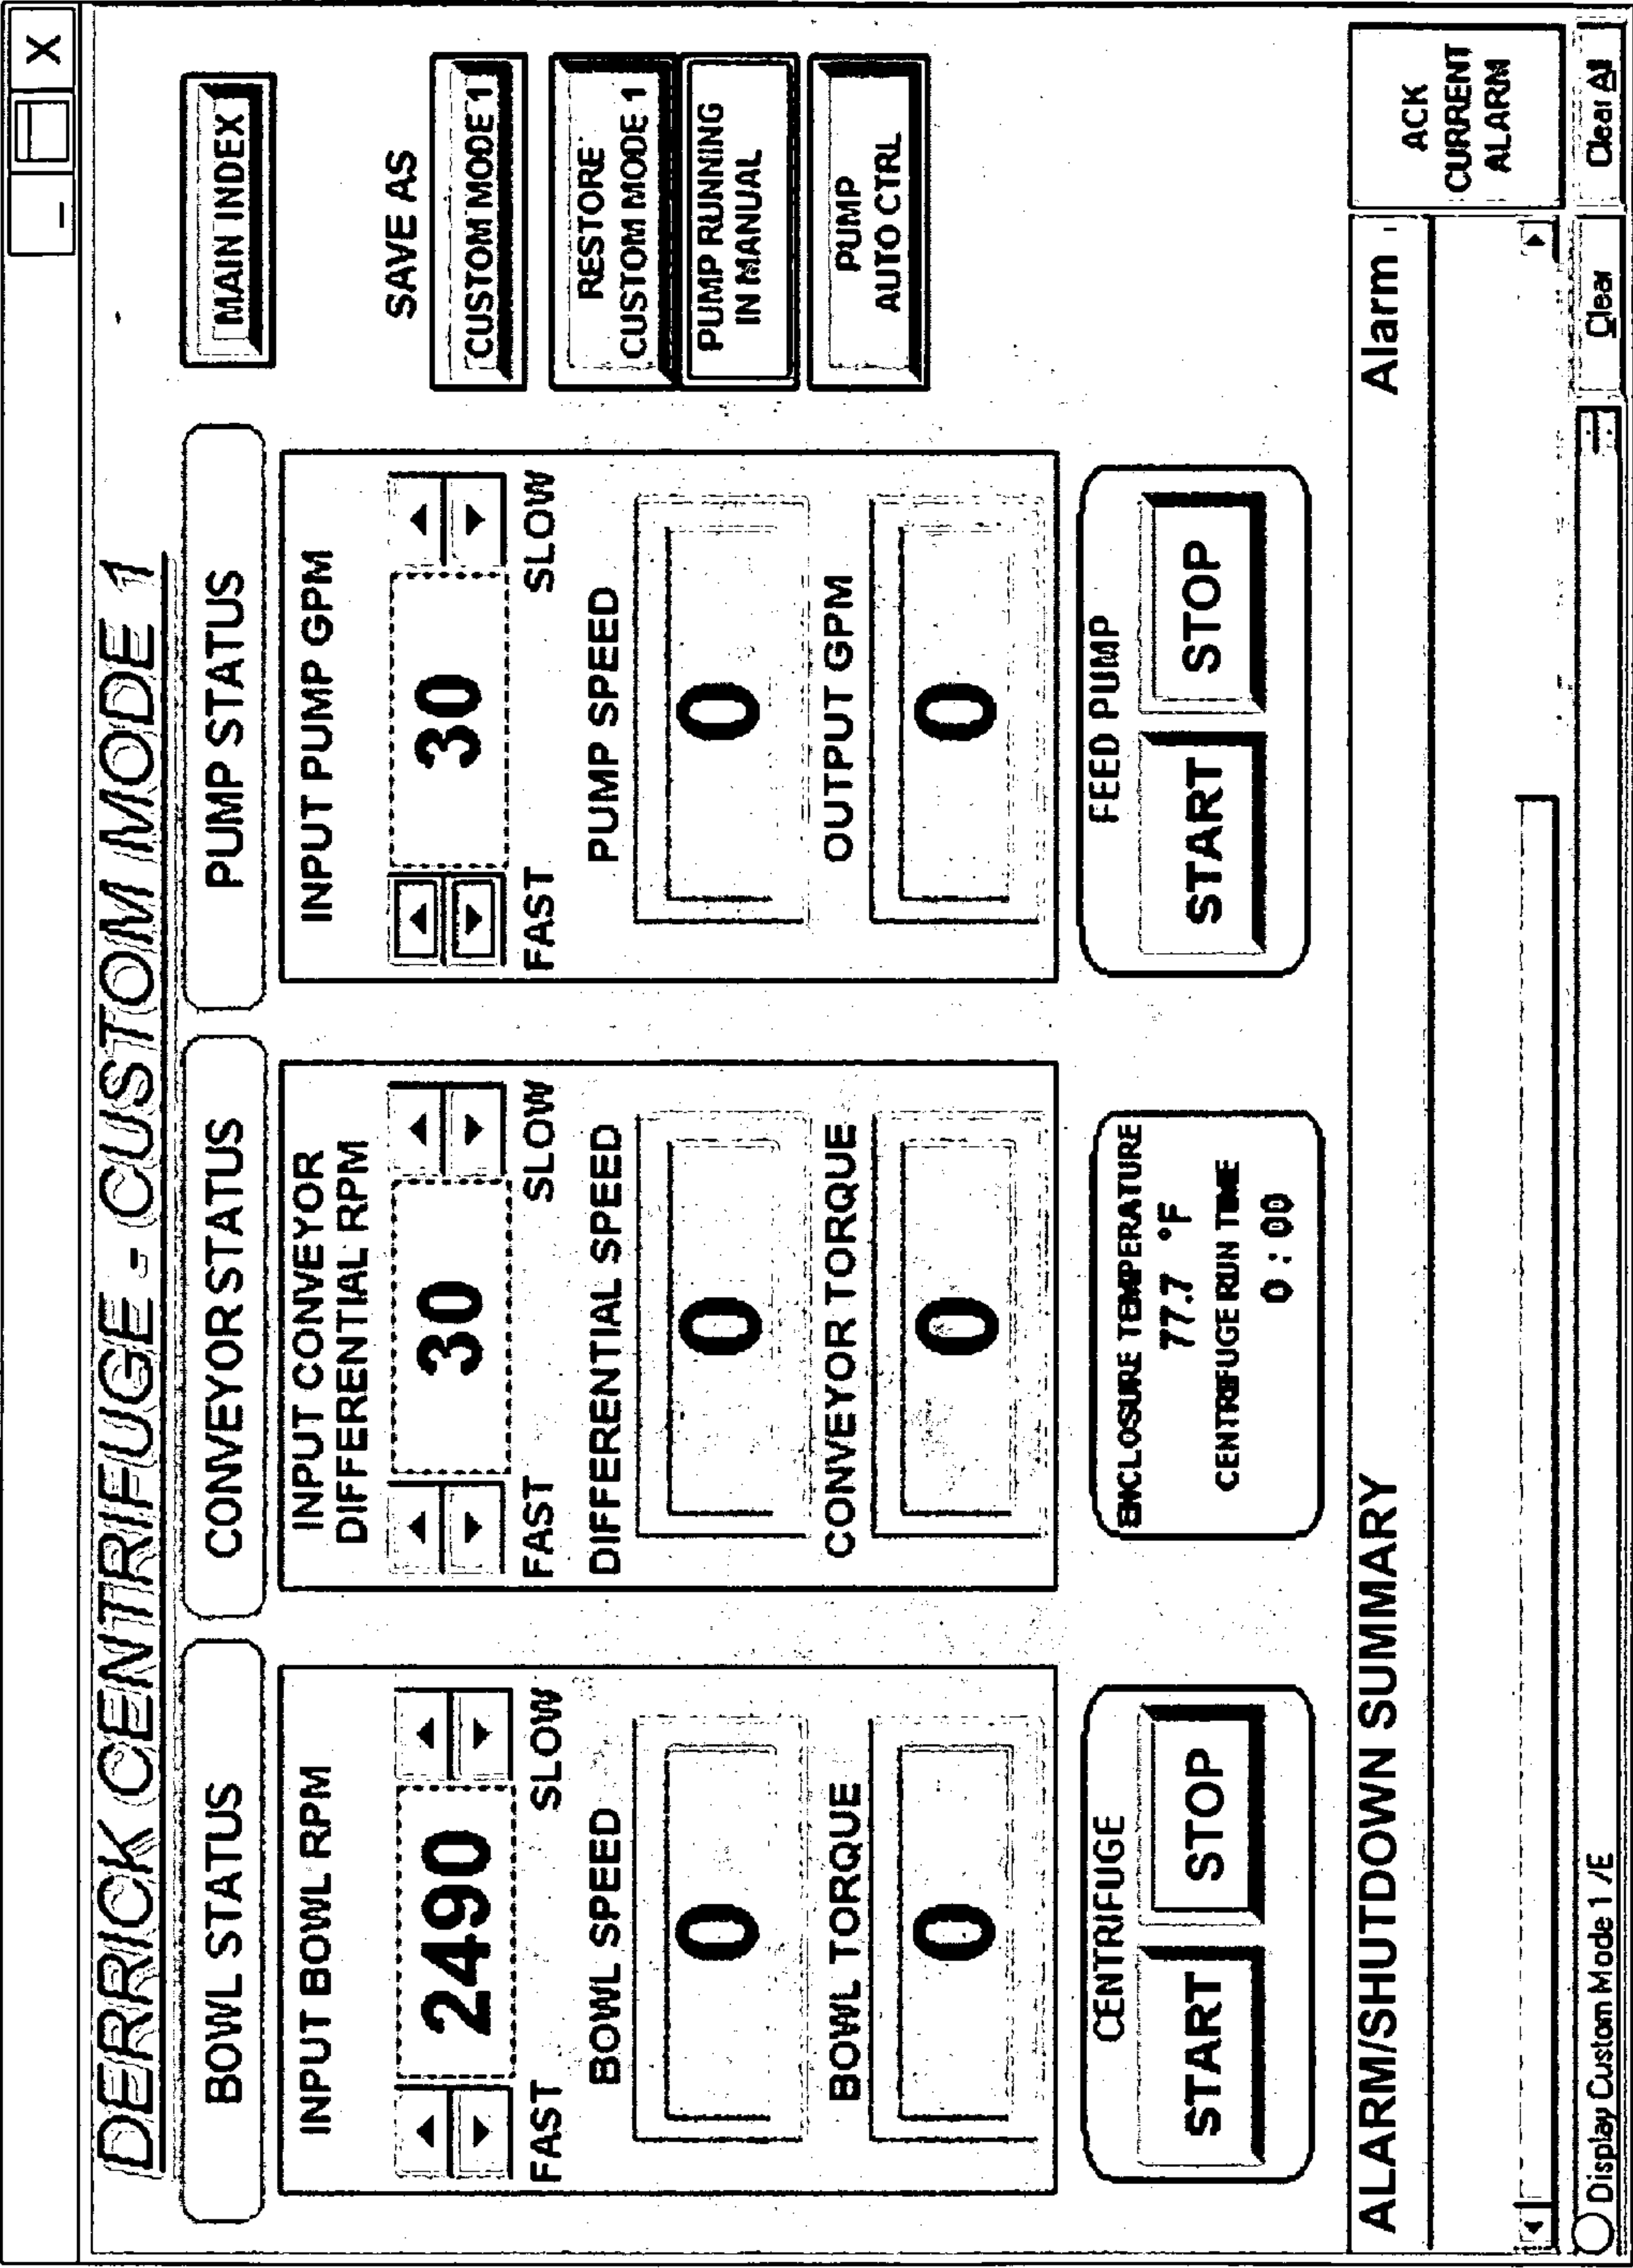 _ X
DERRICK CENTRIFUGE - CUSTOM MODE 1
MAIN INDEX
BOWL STATUS
INPUT BOWL RPM
2490
FAST SLOW
BOWL SPEED
0
BOWL TORQUE
0
CENTRIFUGE
START STOP
CONVEYOR STATUS
INPUT CONVEYOR
DIFFERENTIAL RPM
30
FAST SLOW
DIFFERENTIAL SPEED
0
CONVEYOR TORQUE
0
ENCLOSURE TEMPERATURE
77.7 °F
CENTRIFUGE RUN TIME
0:00
PUMP STATUS
INPUT PUMP GPM
30
FAST SLOW
PUMP SPEED
0
OUTPUT GPM
0
FEED PUMP
START STOP
SAVE AS
CUSTOM MODE 1
RESTORE
CUSTOM MODE 1
PUMP RUNNING
IN MANUAL
PUMP
AUTO CTRL
ALARM/SHUTDOWN SUMMARY Alarm
ACK
CURRENT
ALARM
Display Custom Mode 1 /E
Clear Clear All